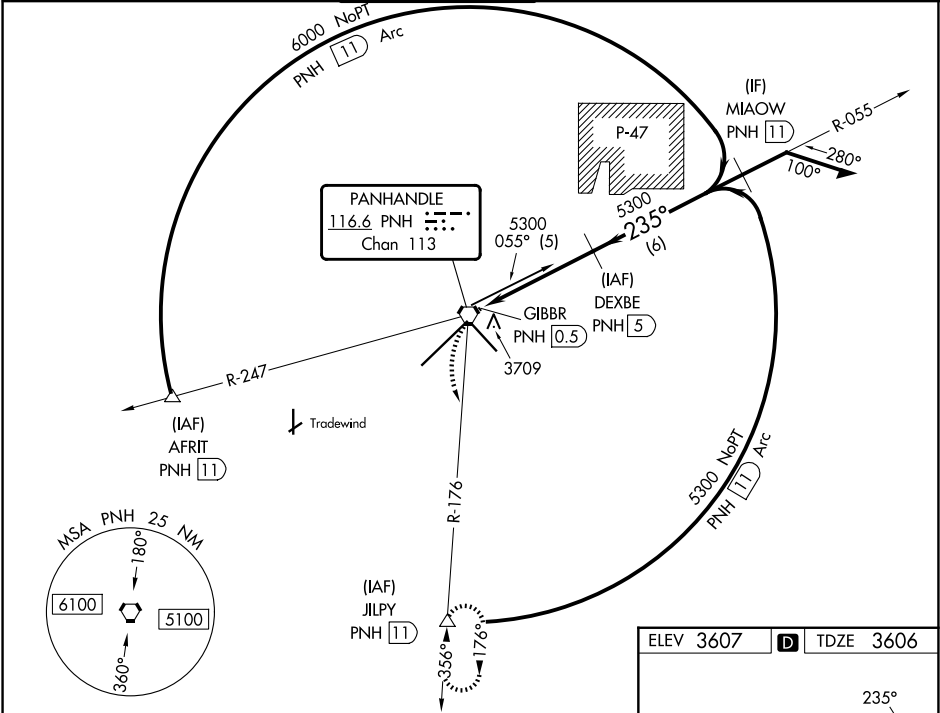 6000 NoPT
PNH 11 Arc
(IF)
MIAOW
PNH 11
R-055
280°
100°
P-47
PANHANDLE
116.6 PNH
Chan 113
5300
055° (5)
5300
235°
(6)
(IAF)
DEXBE
PNH 5
GIBBR
PNH 0.5
3709
R-247
(IAF)
AFRIT
PNH 11
Tradewind
R-176
5300 NoPT
PNH 11 Arc
MSA PNH 25 NM
180°
6100
5100
360°
(IAF)
JILPY
PNH 11
356°
176°
ELEV 3607 D TDZE 3606
235°